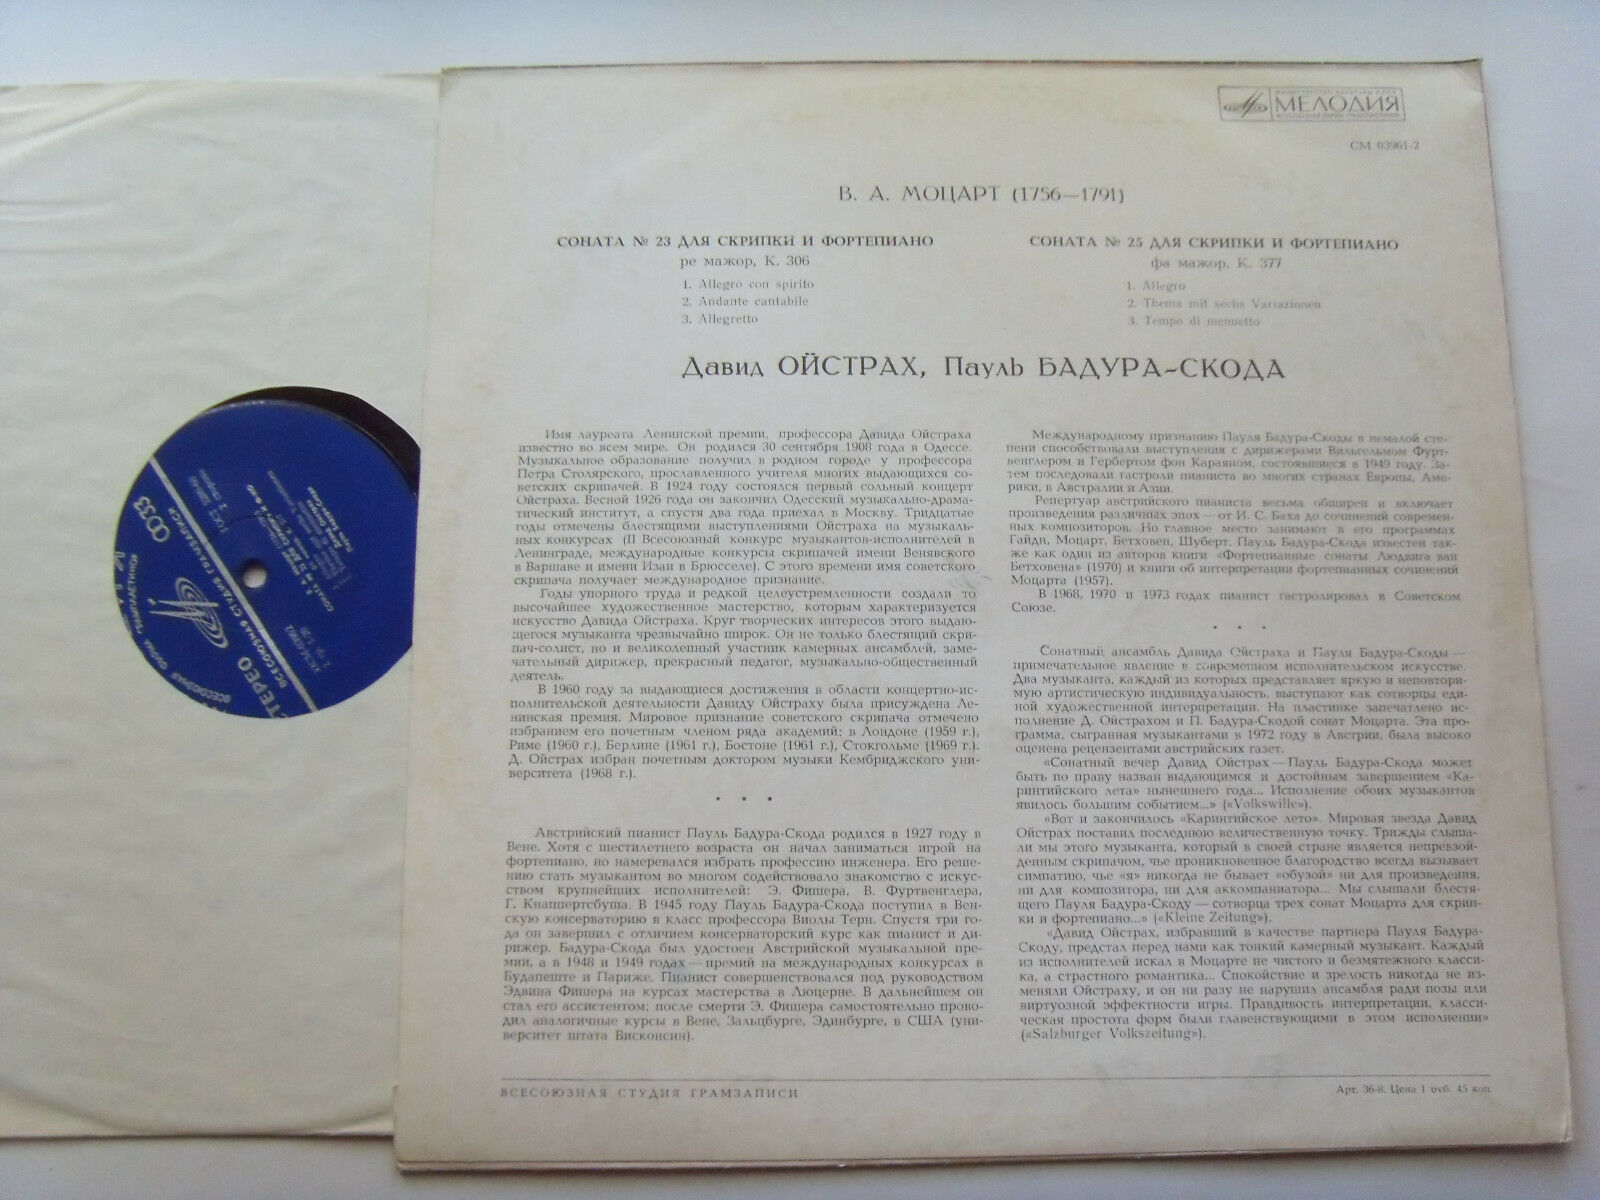 МЕЛОДИЯ
СМ 03961-2
В. А. МОЦАРТ (1756—1791)
СОНАТА № 23 ДЛЯ СКРИПКИ И ФОРТЕПИАНО
ре мажор, К. 306
1. Allegro con spirito
2. Andante cantabile
3. Allegretto
СОНАТА № 25 ДЛЯ СКРИПКИ И ФОРТЕПИАНО
фа мажор, К. 377
1. Allegro
2. Thema mit sechs Variazionen
3. Tempo di menuetto
Давид ОЙСТРАХ, Пауль БАДУРА-СКОДА
Имя лауреата Ленинской премии, профессора Давида Ойстраха
известно во всем мире. Он родился 30 сентября 1908 года в Одессе.
Музыкальное образование получил в родном городе у профессора
Петра Столярского, прославленного учителя многих выдающихся со-
ветских скрипачей. В 1924 году состоялся первый сольный концерт
Ойстраха. Весной 1926 года он закончил Одесский музыкально-драма-
тический институт, а спустя два года приехал в Москву. Тридцатые
годы отмечены блестящими выступлениями Ойстраха на музыкаль-
ных конкурсах (II Всесоюзный конкурс музыкантов-исполнителей в
Ленинграде, международные конкурсы скрипачей имени Венявского
в Варшаве и имени Изаи в Брюсселе). С этого времени имя советского
скрипача получает международное признание.
Годы упорного труда и редкой целеустремленности создали то
высочайшее художественное мастерство, которым характеризуется
искусство Давида Ойстраха. Круг творческих интересов этого выдаю-
щегося музыканта чрезвычайно широк. Он не только блестящий скри-
пач-солист, но и великолепный участник камерных ансамблей, заме-
чательный дирижер, прекрасный педагог, музыкально-общественный
деятель.
В 1960 году за выдающиеся достижения в области концертно-ис-
полнительской деятельности Давиду Ойстраху была присуждена Ле-
нинская премия. Мировое признание советского скрипача отмечено
избранием его почетным членом ряда академий: в Лондоне (1959 г.),
Риме (1960 г.), Берлине (1961 г.), Бостоне (1961 г.), Стокгольме (1969 г.).
Д. Ойстрах избран почетным доктором музыки Кембриджского уни-
верситета (1968 г.).
* * *
Австрийский пианист Пауль Бадура-Скода родился в 1927 году в
Вене. Хотя с шестилетнего возраста он начал заниматься игрой на
фортепиано, но намеревался избрать профессию инженера. Его реше-
нию стать музыкантом во многом содействовало знакомство с искус-
ством крупнейших исполнителей: Э. Фишера, В. Фуртвенглера,
Г. Кнаппертсбуша. В 1945 году Пауль Бадура-Скода поступил в Вен-
скую консерваторию в класс профессора Виолы Терн. Спустя три го-
да он завершил с отличием консерваторский курс как пианист и ди-
рижер. Бадура-Скода был удостоен Австрийской музыкальной пре-
мии, а в 1948 и 1949 годах — премий на международных конкурсах в
Будапеште и Париже. Пианист совершенствовался под руководством
Эдвина Фишера на курсах мастерства в Люцерне. В дальнейшем он
стал его ассистентом; после смерти Э. Фишера самостоятельно прово-
дил аналогичные курсы в Вене, Зальцбурге, Эдинбурге, в США (уни-
верситет штата Висконсин).
Международному признанию Пауля Бадура-Скоды в немалой сте-
пени способствовали выступления с дирижерами Вильгельмом Фурт-
венглером и Гербертом фон Караяном, состоявшиеся в 1949 году. За-
тем последовали гастроли пианиста во многих странах Европы, Аме-
рики, в Австралии и Азии.
Репертуар австрийского пианиста весьма обширен и включает
произведения различных эпох — от И. С. Баха до сочинений современ-
ных композиторов. Но главное место занимают в его программах
Гайдн, Моцарт, Бетховен, Шуберт. Пауль Бадура-Скода известен так-
же как один из авторов книги «Фортепианные сонаты Людвига ван
Бетховена» (1970) и книги об интерпретации фортепианных сочинений
Моцарта (1957).
В 1968, 1970 и 1973 годах пианист гастролировал в Советском
Союзе.
* * *
Сонатный ансамбль Давида Ойстраха и Пауля Бадура-Скоды —
примечательное явление в современном исполнительском искусстве.
Два музыканта, каждый из которых представляет яркую и неповтори-
мую артистическую индивидуальность, выступают как сотворцы еди-
ной художественной интерпретации. На пластинке запечатлено ис-
полнение Д. Ойстрахом и П. Бадура-Скодой сонат Моцарта. Эта про-
грамма, сыгранная музыкантами в 1972 году в Австрии, была высоко
оценена рецензентами австрийских газет.
«Сонатный вечер Давид Ойстрах — Пауль Бадура-Скода может
быть по праву назван выдающимся и достойным завершением «Ка-
ринтийского лета» нынешнего года... Исполнение обоих музыкантов
явилось большим событием...» («Volkswille»).
«Вот и закончилось «Каринтийское лето». Мировая звезда Давид
Ойстрах поставил последнюю величественную точку. Трижды слыша-
ли мы этого музыканта, который в своей стране является непревзой-
денным скрипачом, чье проникновенное благородство всегда вызывает
симпатию, чье «я» никогда не бывает «обузой» ни для произведения,
ни для композитора, ни для аккомпаниатора... Мы слышали блестя-
щего Пауля Бадура-Скоду — сотворца трех сонат Моцарта для скрип-
ки и фортепиано...» («Kleine Zeitung»).
«Давид Ойстрах, избравший в качестве партнера Пауля Бадура-
Скоду, предстал перед нами как тонкий камерный музыкант. Каждый
из исполнителей искал в Моцарте не чистого и безмятежного класси-
ка, а страстного романтика... Спокойствие и зрелость никогда не из-
меняли Ойстраху, и он ни разу не нарушил ансамбля ради позы или
виртуозной эффектности игры. Правдивость интерпретации, класси-
ческая простота форм были главенствующими в этом исполнении»
(«Salzburger Volkszeitung»).
ВСЕСОЮЗНАЯ СТУДИЯ ГРАМЗАПИСИ
Арт. 36-8. Цена 1 руб. 45 коп.
СТЕРЕО
33
ВСЕСОЮЗНАЯ СТУДИЯ ГРАМЗАПИСИ